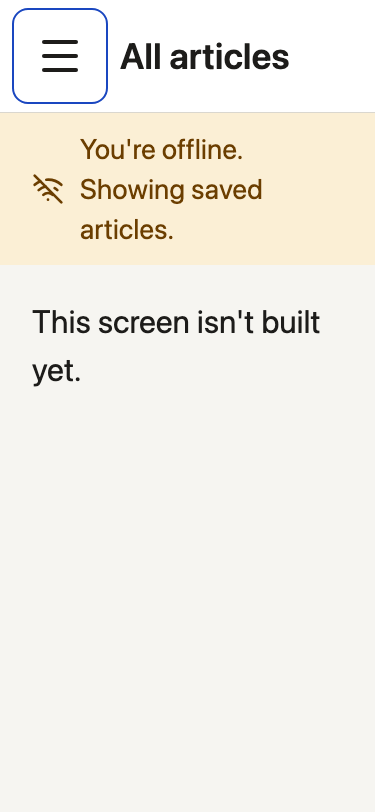 All articles
You're offline.
Showing saved
articles.
This screen isn't built
yet.